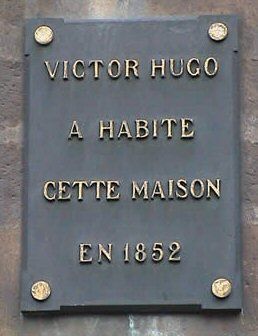 VICTOR HUGO
A HABITE
CETTE MAISON
EN 1852